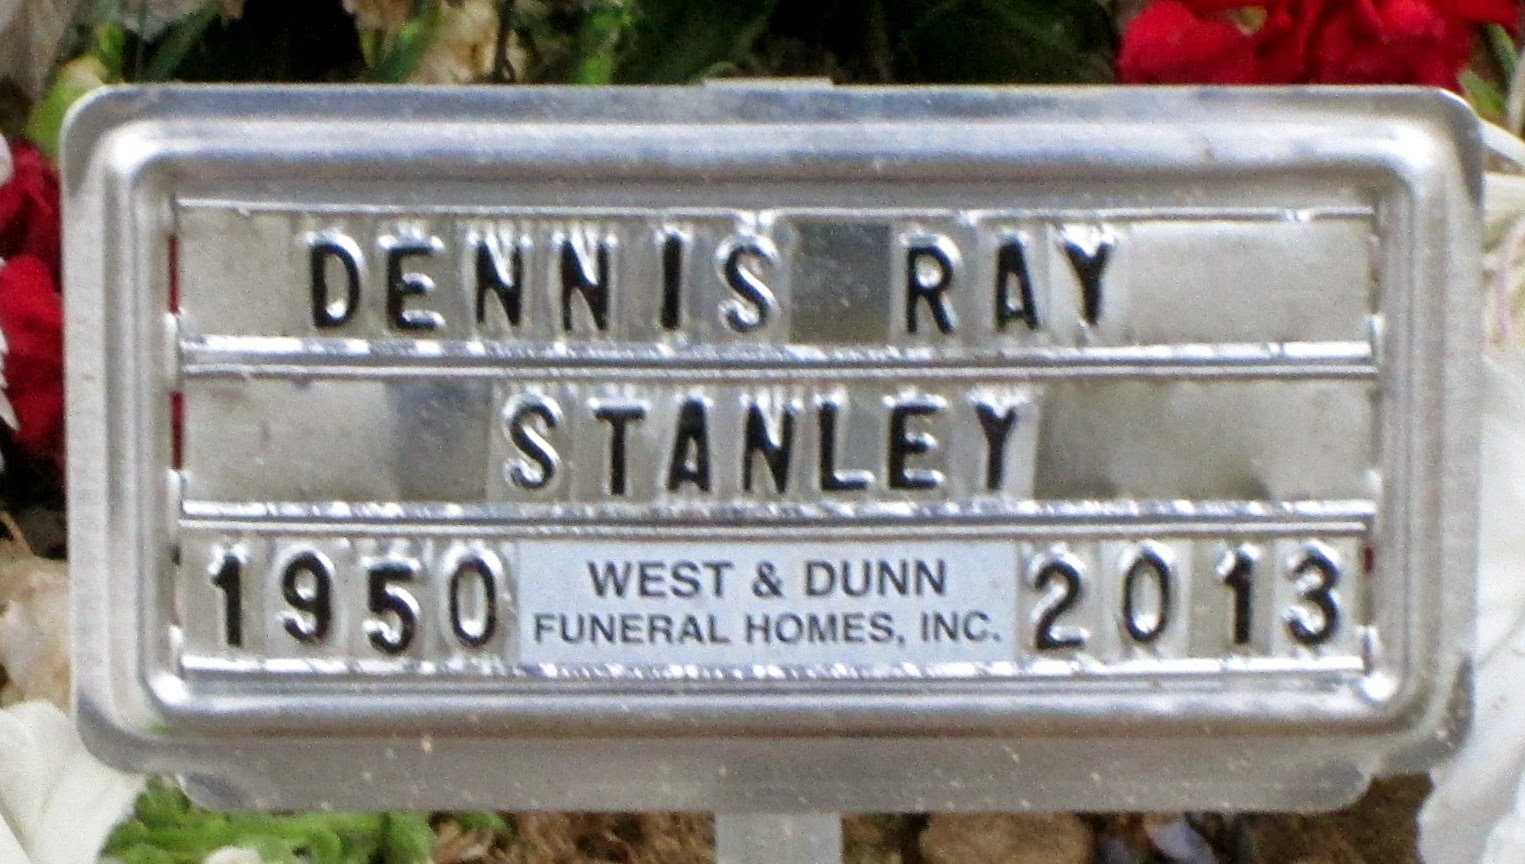 DENNIS RAY
STANLEY
1950 WEST & DUNN FUNERAL HOMES, INC. 2013